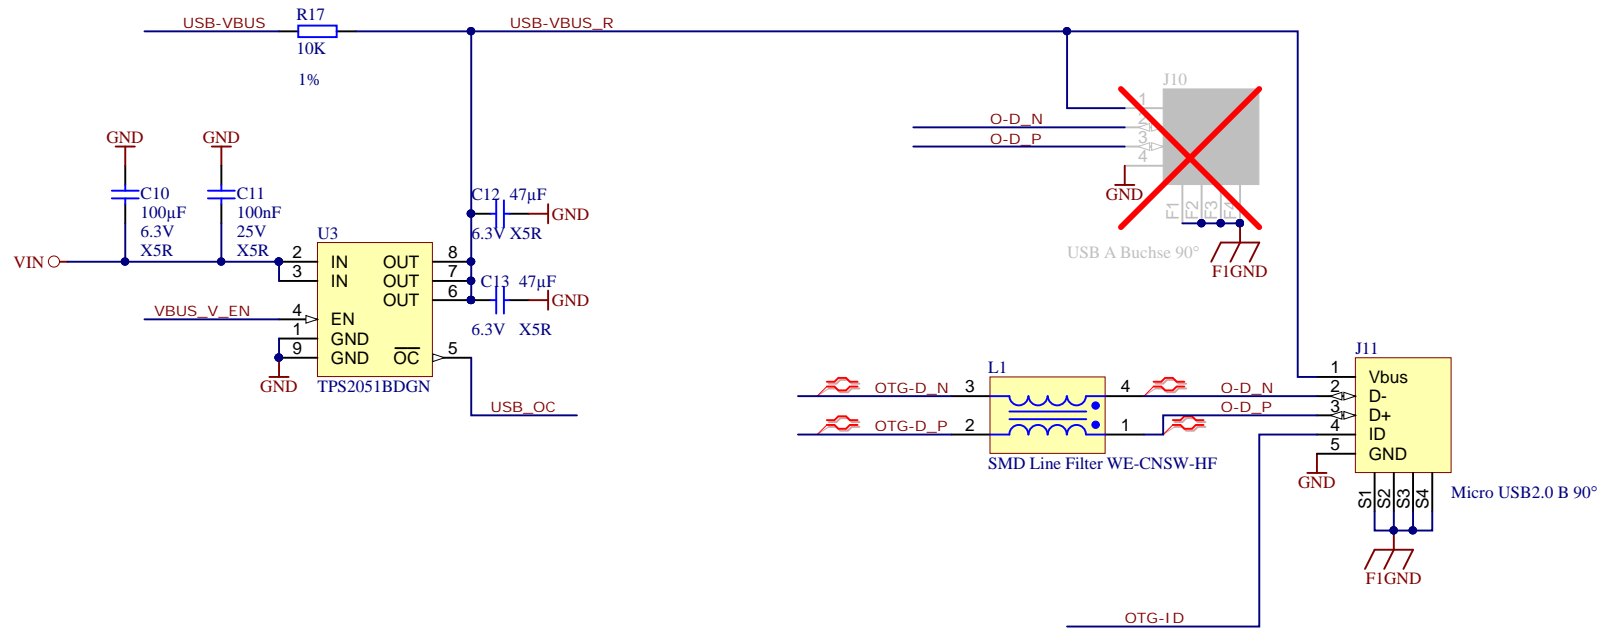 USB-VBUS
R17
10K
1%
USB-VBUS_R
J10
1
2
3
4
O-D_N
O-D_P
GND
F1
F2
F3
F4
USB A Buchse 90°
F1GND
GND
GND
C10
100µF
6.3V
X5R
C11
100nF
25V
X5R
VIN
C12 47µF
6.3V X5R
GND
C13 47µF
6.3V X5R
GND
U3
2 IN OUT 8
3 IN OUT 7
OUT 6
4 EN
1 GND
9 GND OC 5
TPS2051BDGN
VBUS_V_EN
GND
USB_OC
L1
OTG-D_N 3 4 O-D_N
OTG-D_P 2 1 O-D_P
SMD Line Filter WE-CNSW-HF
J11
1 Vbus
2 D-
3 D+
4 ID
5 GND
GND
S1
S2
S3
S4
Micro USB2.0 B 90°
F1GND
OTG-ID